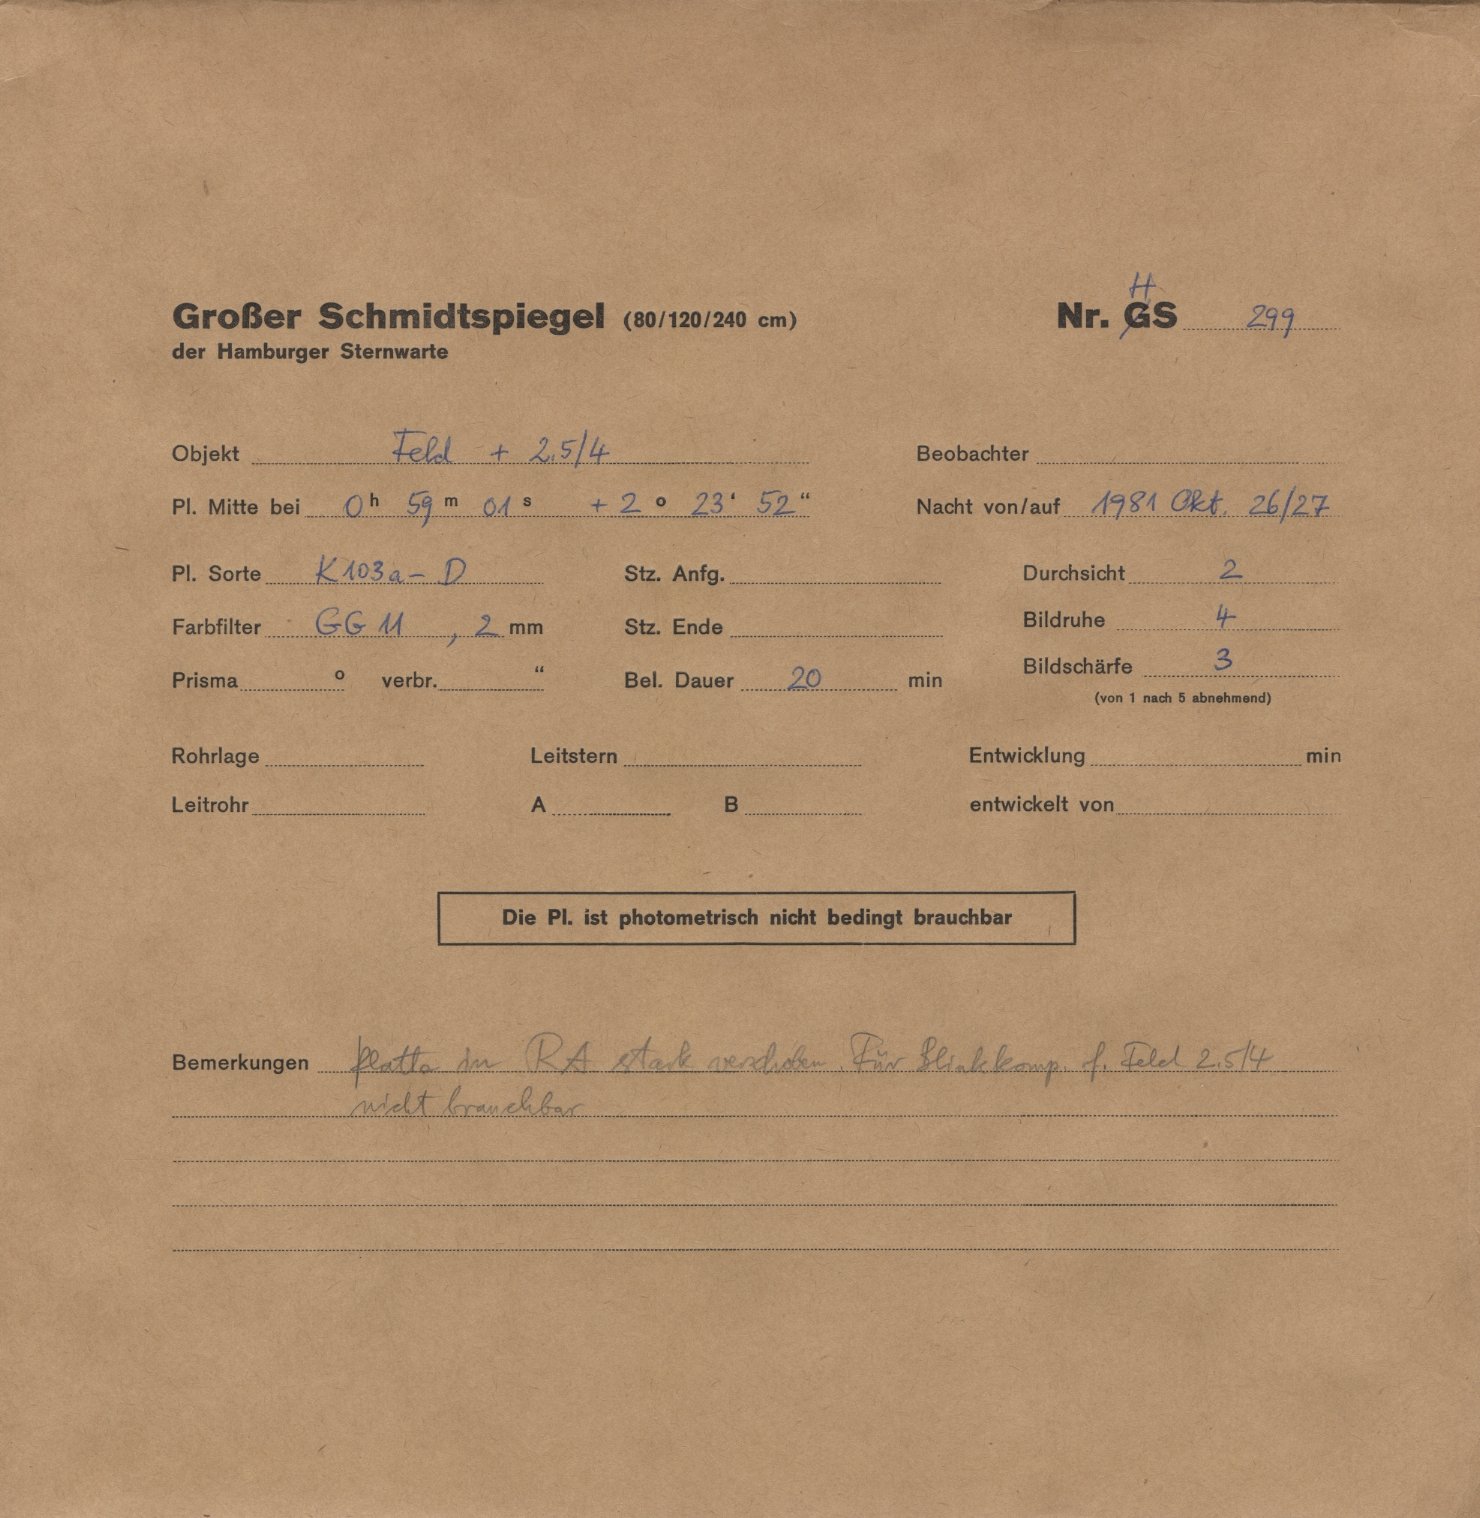 Großer Schmidtspiegel (80/120/240 cm)
der Hamburger Sternwarte
H
Nr. GS 299
Objekt Feld + 2.5/4
Beobachter
Pl. Mitte bei 0 h 59 m 01 s + 2 ° 23 ' 52 "
Nacht von/auf 1981 Okt. 26/27
Pl. Sorte K103a-D
Stz. Anfg.
Durchsicht 2
Farbfilter GG 11, 2 mm
Stz. Ende
Bildruhe 4
Prisma ° verbr. "
Bel. Dauer 20 min
Bildschärfe 3
(von 1 nach 5 abnehmend)
Rohrlage
Leitstern
Entwicklung min
Leitrohr
A B
entwickelt von
Die Pl. ist photometrisch nicht bedingt brauchbar
Bemerkungen Platte in RA stark verschoben. Für Blinkkomp. f. Feld 2.5/4
nicht brauchbar